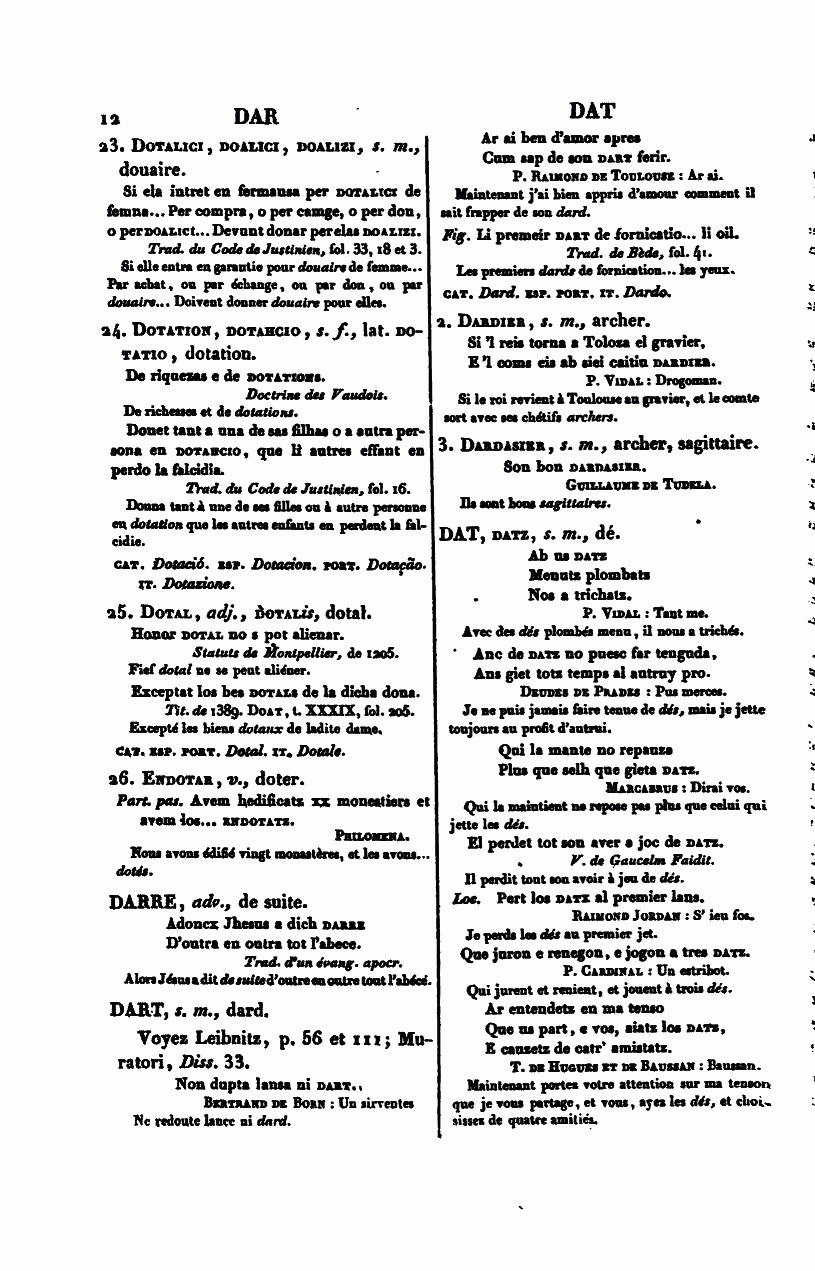 12 DAR
23. Dotalici, doalici, doalizi, s. m.,
douaire.
Si ela intret en fermansa per dotalici de
femna... Per compra, o per camge, o per don,
o per doalici... Devunt donar per elas doalizi.
Trad. du Code de Justinien, fol. 33, 18 et 3.
Si elle entra en garantie pour douaire de femme...
Par achat, ou par échange, ou par don, ou par
douaire... Doivent donner douaire pour elles.
24. Dotation, dotahcio, s. f., lat. do-
tatio, dotation.
De riquezas e de dotations.
Doctrine des Vaudois.
De richesses et de dotations.
Donet tant a una de sas filhas o a autra per-
sona en dotahcio, que li autres effant en
perdo la falcidia.
Trad. du Code de Justinien, fol. 16.
Donna tant à une de ses filles ou à autre personne
en dotation que les autres enfants en perdent la fal-
cidie.
cat. Dotació. esp. Dotacion. port. Dotação.
it. Dotazione.
25. Dotal, adj., dotalis, dotal.
Honor dotal no s pot alienar.
Statuts de Montpellier, de 1205.
Fief dotal ne se peut aliéner.
Exceptat los bes dotals de la dicha dona.
Tit. de 1389. Doat, t. XXXIX, fol. 205.
Excepté les biens dotaux de ladite dame.
cat. esp. port. Dotal. it. Dotale.
26. Endotar, v., doter.
Part. pas. Avem hedificatz xx monestiers et
avem los... endotatz.
Philomena.
Nous avons édifié vingt monastères, et les avons...
dotés.
DARRE, adv., de suite.
Adoncx Jhesus a dich darre
D'outra en outra tot l'abece.
Trad. d'un évang. apocr.
Alors Jésus a dit de suite d'outre en outre tout l'abécé.
DART, s. m., dard.
Voyez Leibnitz, p. 56 et 111; Mu-
ratori, Diss. 33.
Non dupta lansa ni dart.
Bertrand de Born : Un sirventes
Ne redoute lance ni dard.
DAT
Ar ai ben d'amor apres
Cum sap de son dart ferir.
P. Raimond de Toulouse : Ar ai.
Maintenant j'ai bien appris d'amour comment il
sait frapper de son dard.
Fig. Li premeir dart de fornicatio... li oil.
Trad. de Bède, fol. 41.
Les premiers dards de fornication... les yeux.
cat. Dard. esp. port. it. Dardo.
2. Dardier, s. m., archer.
Si 'l reis torna a Toloza el gravier,
E 'l coms eis ab siei caitiu dardier.
P. Vidal : Drogoman.
Si le roi revient à Toulouse au gravier, et le comte
sort avec ses chétifs archers.
3. Dardasier, s. m., archer, sagittaire.
Son bon dardasier.
Guillaume de Tudela.
Ils sont bons sagittaires.
DAT, datz, s. m., dé.
Ab us datz
Menutz plombatz
Nos a trichatz.
P. Vidal : Tant me.
Avec des dés plombés menu, il nous a trichés.
Anc de datz no puesc far tenguda,
Ans giet totz temps al autruy pro.
Deudes de Prades : Pus merces.
Je ne puis jamais faire tenue de dés, mais je jette
toujours au profit d'autrui.
Qui la mante no repauza
Plus que selh que gieta datz.
Marcabrus : Dirai vos.
Qui la maintient ne repose pas plus que celui qui
jette les dés.
El perdet tot son aver a joc de datz.
V. de Gaucelm Faidit.
Il perdit tout son avoir à jeu de dés.
Loc. Pert los datz al premier lans.
Raimond Jordan : S' ieu fos.
Je perds les dés au premier jet.
Que juron e renegon, e jogon a tres datz.
P. Cardinal : Un estribot.
Qui jurent et renient, et jouent à trois dés.
Ar entendetz en ma tenso
Que us part, e vos, aiatz los datz,
E cauzetz de catr' amistatz.
T. de Hugues et de Baussan : Baussan.
Maintenant portez votre attention sur ma tenson
que je vous partage, et vous, ayez les dés, et choi-
sissez de quatre amitiés.